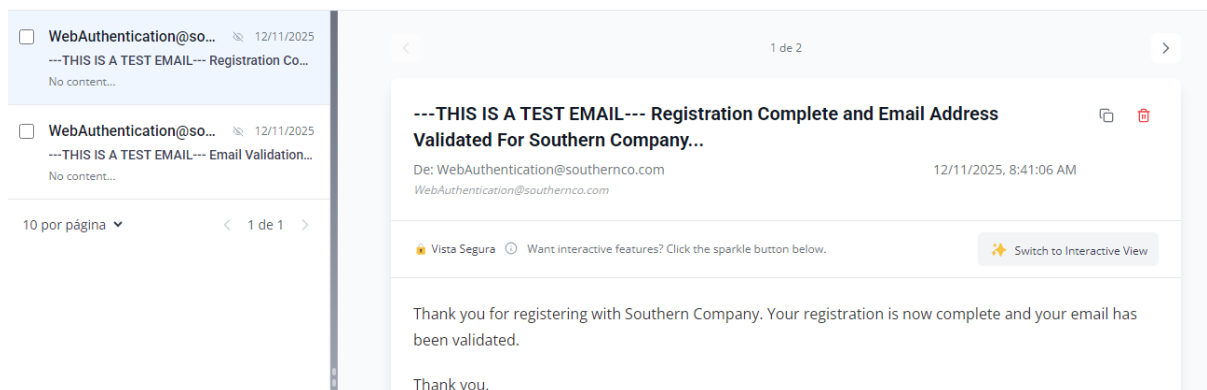 WebAuthentication@so... 12/11/2025
---THIS IS A TEST EMAIL--- Registration Co...
No content...
WebAuthentication@so... 12/11/2025
---THIS IS A TEST EMAIL--- Email Validation...
No content...
10 por página 1 de 1
1 de 2
---THIS IS A TEST EMAIL--- Registration Complete and Email Address
Validated For Southern Company...
De: WebAuthentication@southernco.com 12/11/2025, 8:41:06 AM
WebAuthentication@southernco.com
Vista Segura Want interactive features? Click the sparkle button below. Switch to Interactive View
Thank you for registering with Southern Company. Your registration is now complete and your email has
been validated.
Thank you.